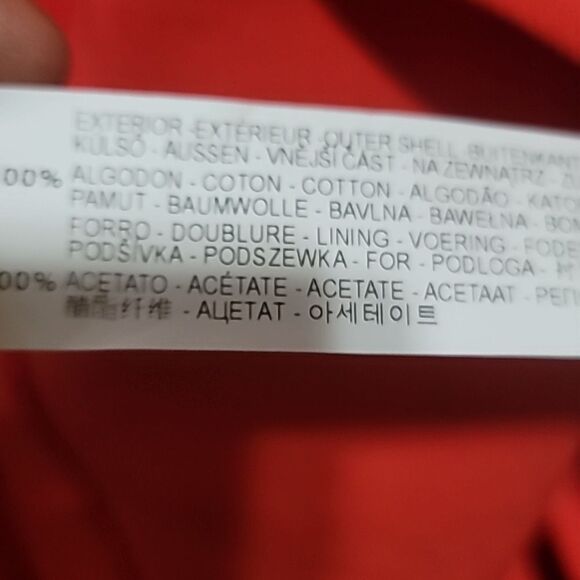 EXTERIOR - EXTÉRIEUR - OUTER SHELL - BUITENKANT
KÜLSŐ - AUSSEN - VNĚJŠÍ ČÁST - NA ZEWNĄTRZ -
00% ALGODON - COTON - COTTON - ALGODÃO -
PAMUT - BAUMWOLLE - BAVLNA - BAWEŁNA -
FORRO - DOUBLURE - LINING - VOERING -
PODŠÍVKA - PODSZEWKA - FOR - PODLOGA -
00% ACETATO - ACÉTATE - ACETATE - ACETAAT -
醋酯纤维 - АЦЕТАТ - 아세테이트